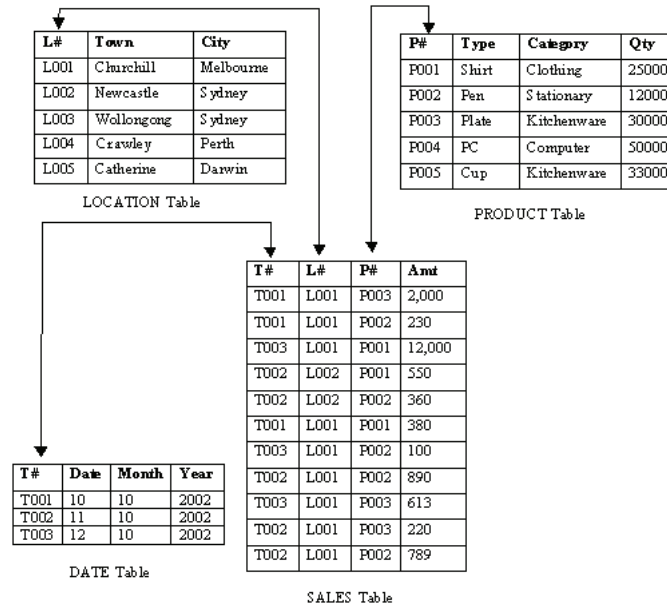 L# Town City
L001 Churchill Melbourne
L002 Newcastle Sydney
L003 Wollongong Sydney
L004 Crawley Perth
L005 Catherine Darwin
LOCATION Table
P# Type Category Qty
P001 Shirt Clothing 25000
P002 Pen Stationary 12000
P003 Plate Kitchenware 30000
P004 PC Computer 50000
P005 Cup Kitchenware 33000
PRODUCT Table
T# L# P# Amt
T001 L001 P003 2,000
T001 L001 P002 230
T003 L001 P001 12,000
T002 L002 P001 550
T002 L002 P002 360
T001 L001 P001 380
T003 L001 P002 100
T002 L001 P002 890
T003 L001 P003 613
T002 L001 P003 220
T002 L001 P002 789
SALES Table
T# Date Month Year
T001 10 10 2002
T002 11 10 2002
T003 12 10 2002
DATE Table